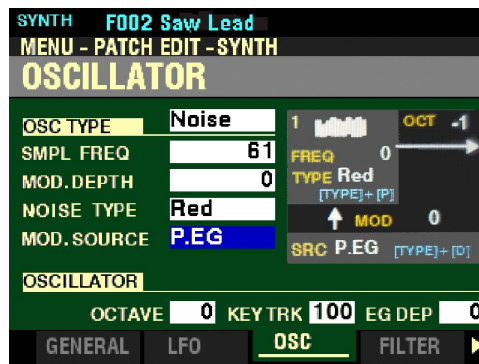 SYNTH F002 Saw Lead
MENU - PATCH EDIT - SYNTH
OSCILLATOR
OSC TYPE Noise
SMPL FREQ 61
MOD.DEPTH 0
NOISE TYPE Red
MOD.SOURCE P.EG
1 OCT -1
FREQ 0
TYPE Red
[TYPE]+[P]
MOD 0
SRC P.EG [TYPE]+[D]
OSCILLATOR
OCTAVE 0 KEY TRK 100 EG DEP 0
GENERAL LFO OSC FILTER